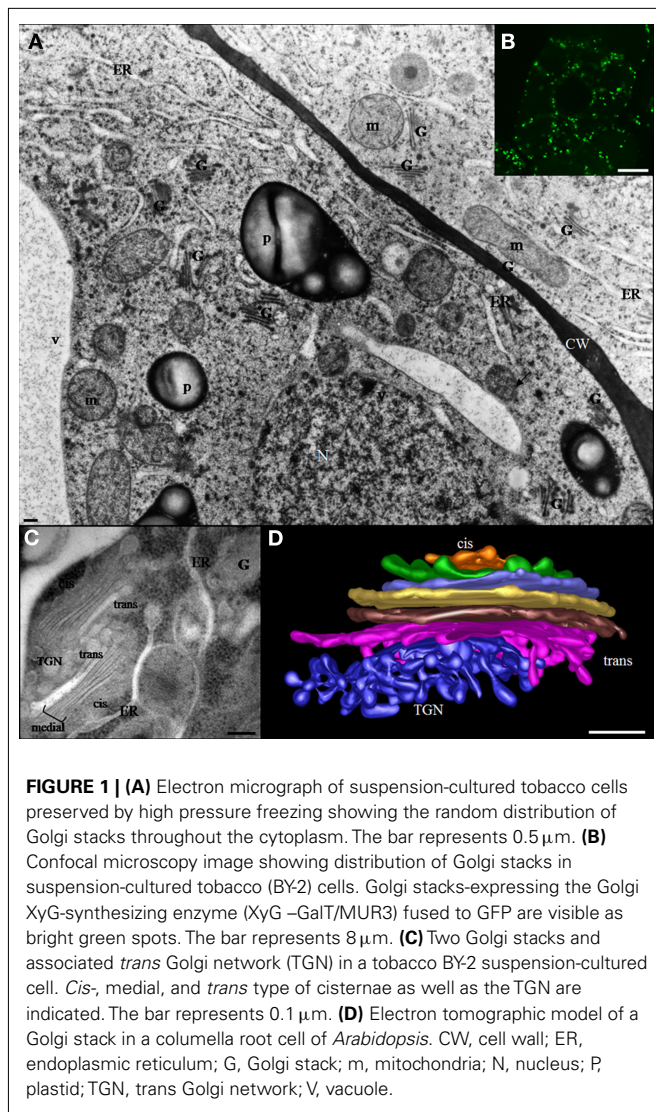 A
B
ER
m
G
G
G
G
p
m
G
G
G
ER
ER
v
G
CW
p
m
v
G
N
G
C
D
cis
ER
G
cis
trans
trans
TGN
trans
cis
ER
medial
TGN
FIGURE 1 | (A) Electron micrograph of suspension-cultured tobacco cells
preserved by high pressure freezing showing the random distribution of
Golgi stacks throughout the cytoplasm. The bar represents 0.5 μm. (B)
Confocal microscopy image showing distribution of Golgi stacks in
suspension-cultured tobacco (BY-2) cells. Golgi stacks-expressing the Golgi
XyG-synthesizing enzyme (XyG –GalT/MUR3) fused to GFP are visible as
bright green spots. The bar represents 8 μm. (C) Two Golgi stacks and
associated trans Golgi network (TGN) in a tobacco BY-2 suspension-cultured
cell. Cis-, medial, and trans type of cisternae as well as the TGN are
indicated. The bar represents 0.1 μm. (D) Electron tomographic model of a
Golgi stack in a columella root cell of Arabidopsis. CW, cell wall; ER,
endoplasmic reticulum; G, Golgi stack; m, mitochondria; N, nucleus; P,
plastid; TGN, trans Golgi network; V, vacuole.